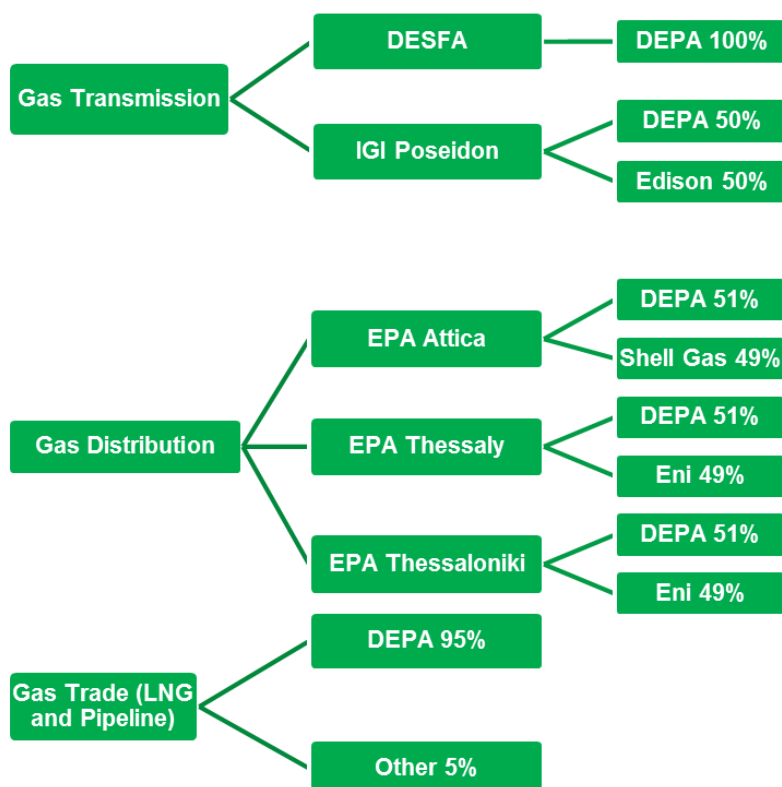 DESFA
DEPA 100%
Gas Transmission
IGI Poseidon
DEPA 50%
Edison 50%
EPA Attica
DEPA 51%
Shell Gas 49%
Gas Distribution
EPA Thessaly
DEPA 51%
Eni 49%
EPA Thessaloniki
DEPA 51%
Eni 49%
Gas Trade (LNG
and Pipeline)
DEPA 95%
Other 5%